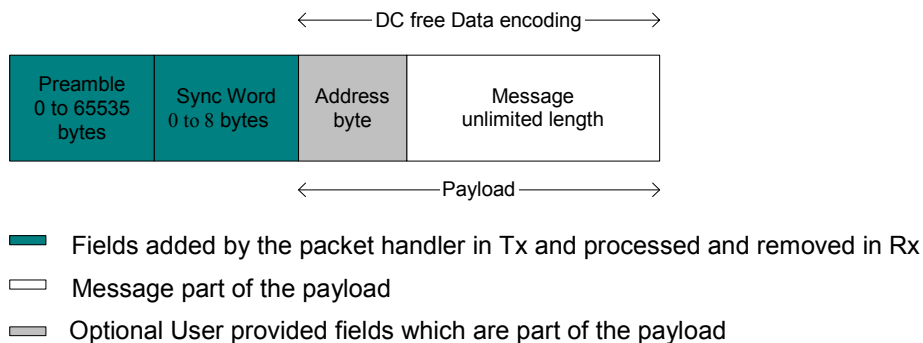 DC free Data encoding
Preamble
0 to 65535
bytes
Sync Word
0 to 8 bytes
Address
byte
Message
unlimited length
Payload
Fields added by the packet handler in Tx and processed and removed in Rx
Message part of the payload
Optional User provided fields which are part of the payload